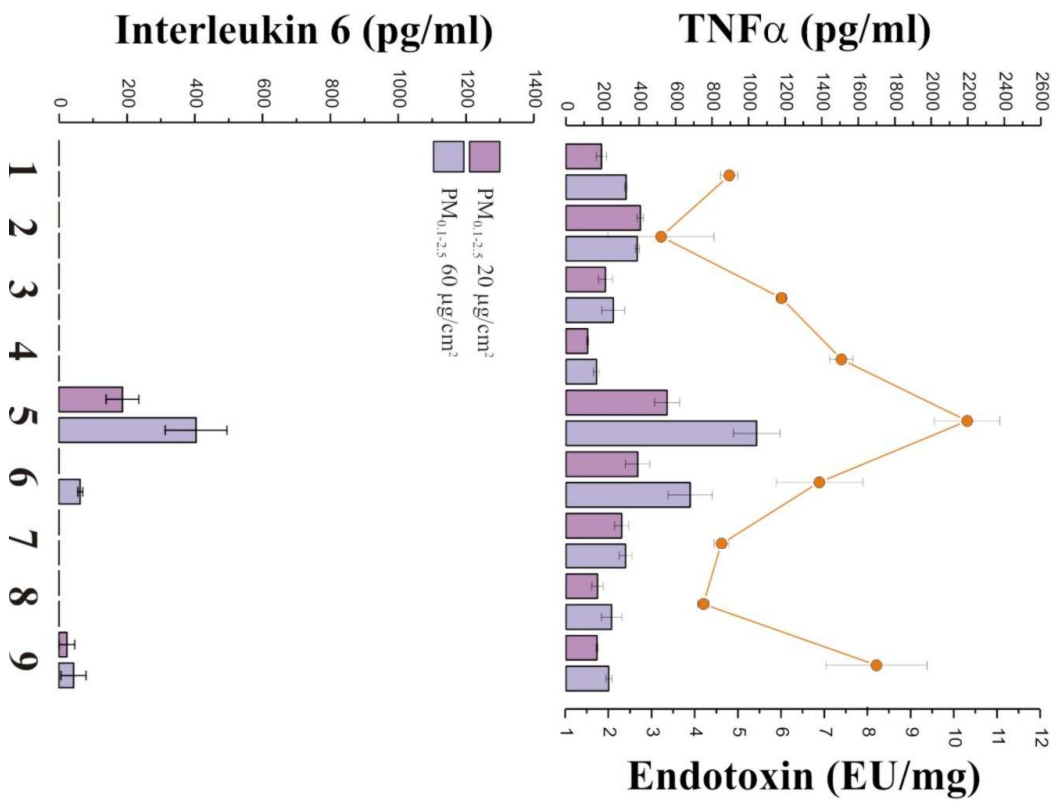 Interleukin 6 (pg/ml)
0 200 400 600 800 1000 1200 1400
PM0.1-2.5 20 µg/cm²
PM0.1-2.5 60 µg/cm²
1
2
3
4
5
6
7
8
9
TNFα (pg/ml)
0 200 400 600 800 1000 1200 1400 1600 1800 2000 2200 2400 2600
1 2 3 4 5 6 7 8 9 10 11 12
Endotoxin (EU/mg)